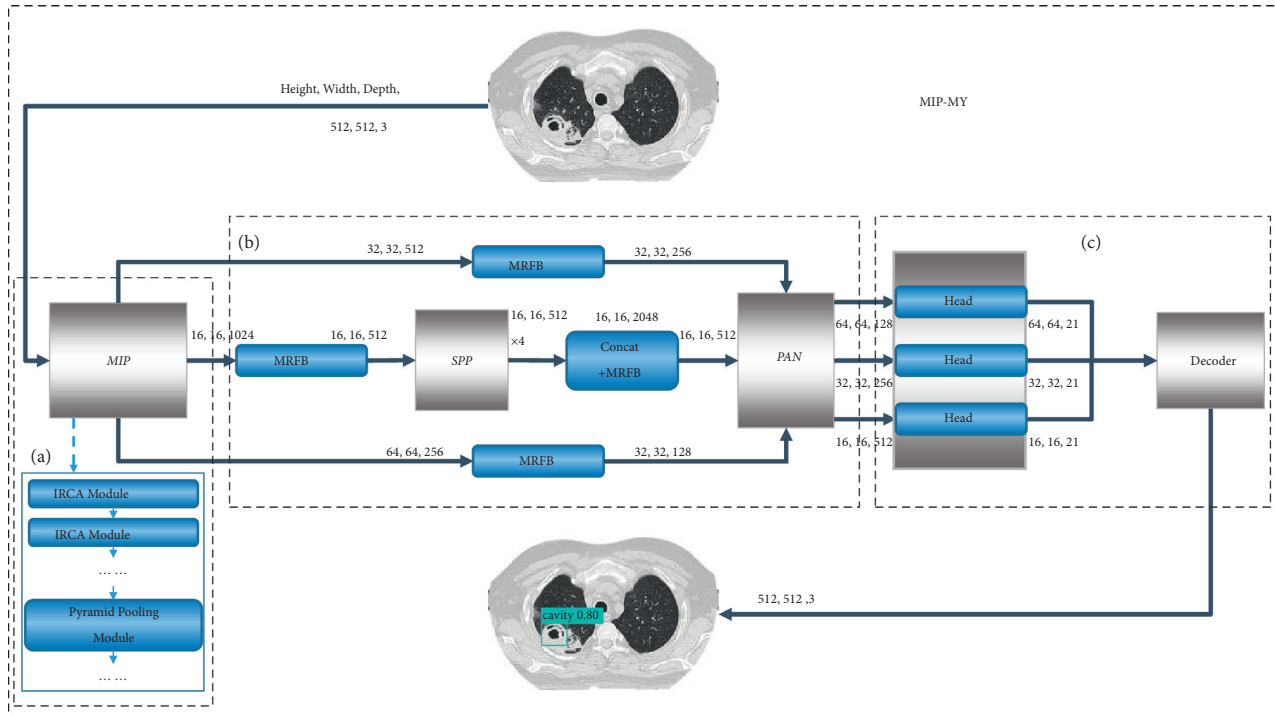 Height, Width, Depth,
512, 512, 3
MIP-MY
(b)
(c)
32, 32, 512
MRFB
32, 32, 256
MIP
16, 16, 1024
MRFB
16, 16, 512
SPP
16, 16, 512
×4
16, 16, 2048
Concat
+MRFB
16, 16, 512
PAN
64, 64, 256
MRFB
32, 32, 128
64, 64, 128
32, 32, 256
16, 16, 512
Head
Head
Head
64, 64, 21
32, 32, 21
16, 16, 21
Decoder
(a)
IRCA Module
IRCA Module
... ...
Pyramid Pooling
Module
... ...
cavity 0.80
512, 512 ,3